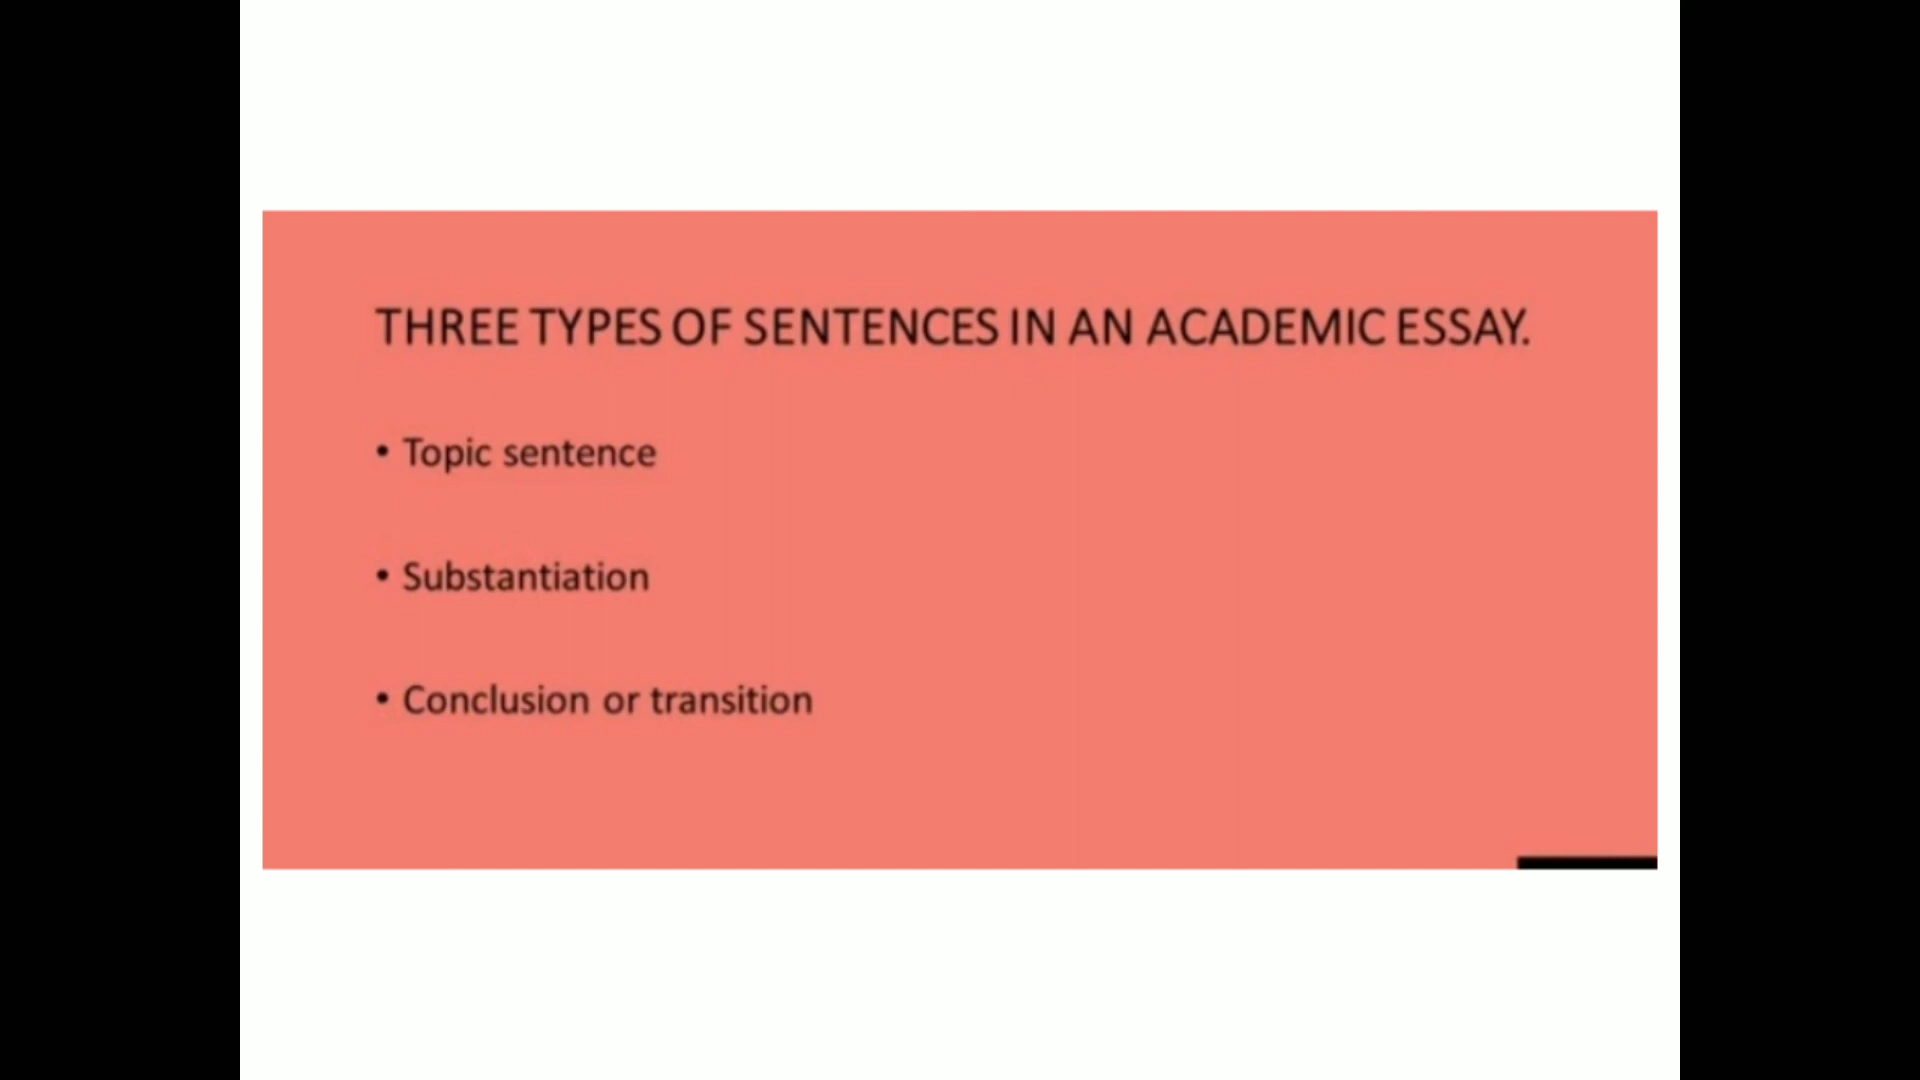 THREE TYPES OF SENTENCES IN AN ACADEMIC ESSAY.
• Topic sentence
• Substantiation
• Conclusion or transition